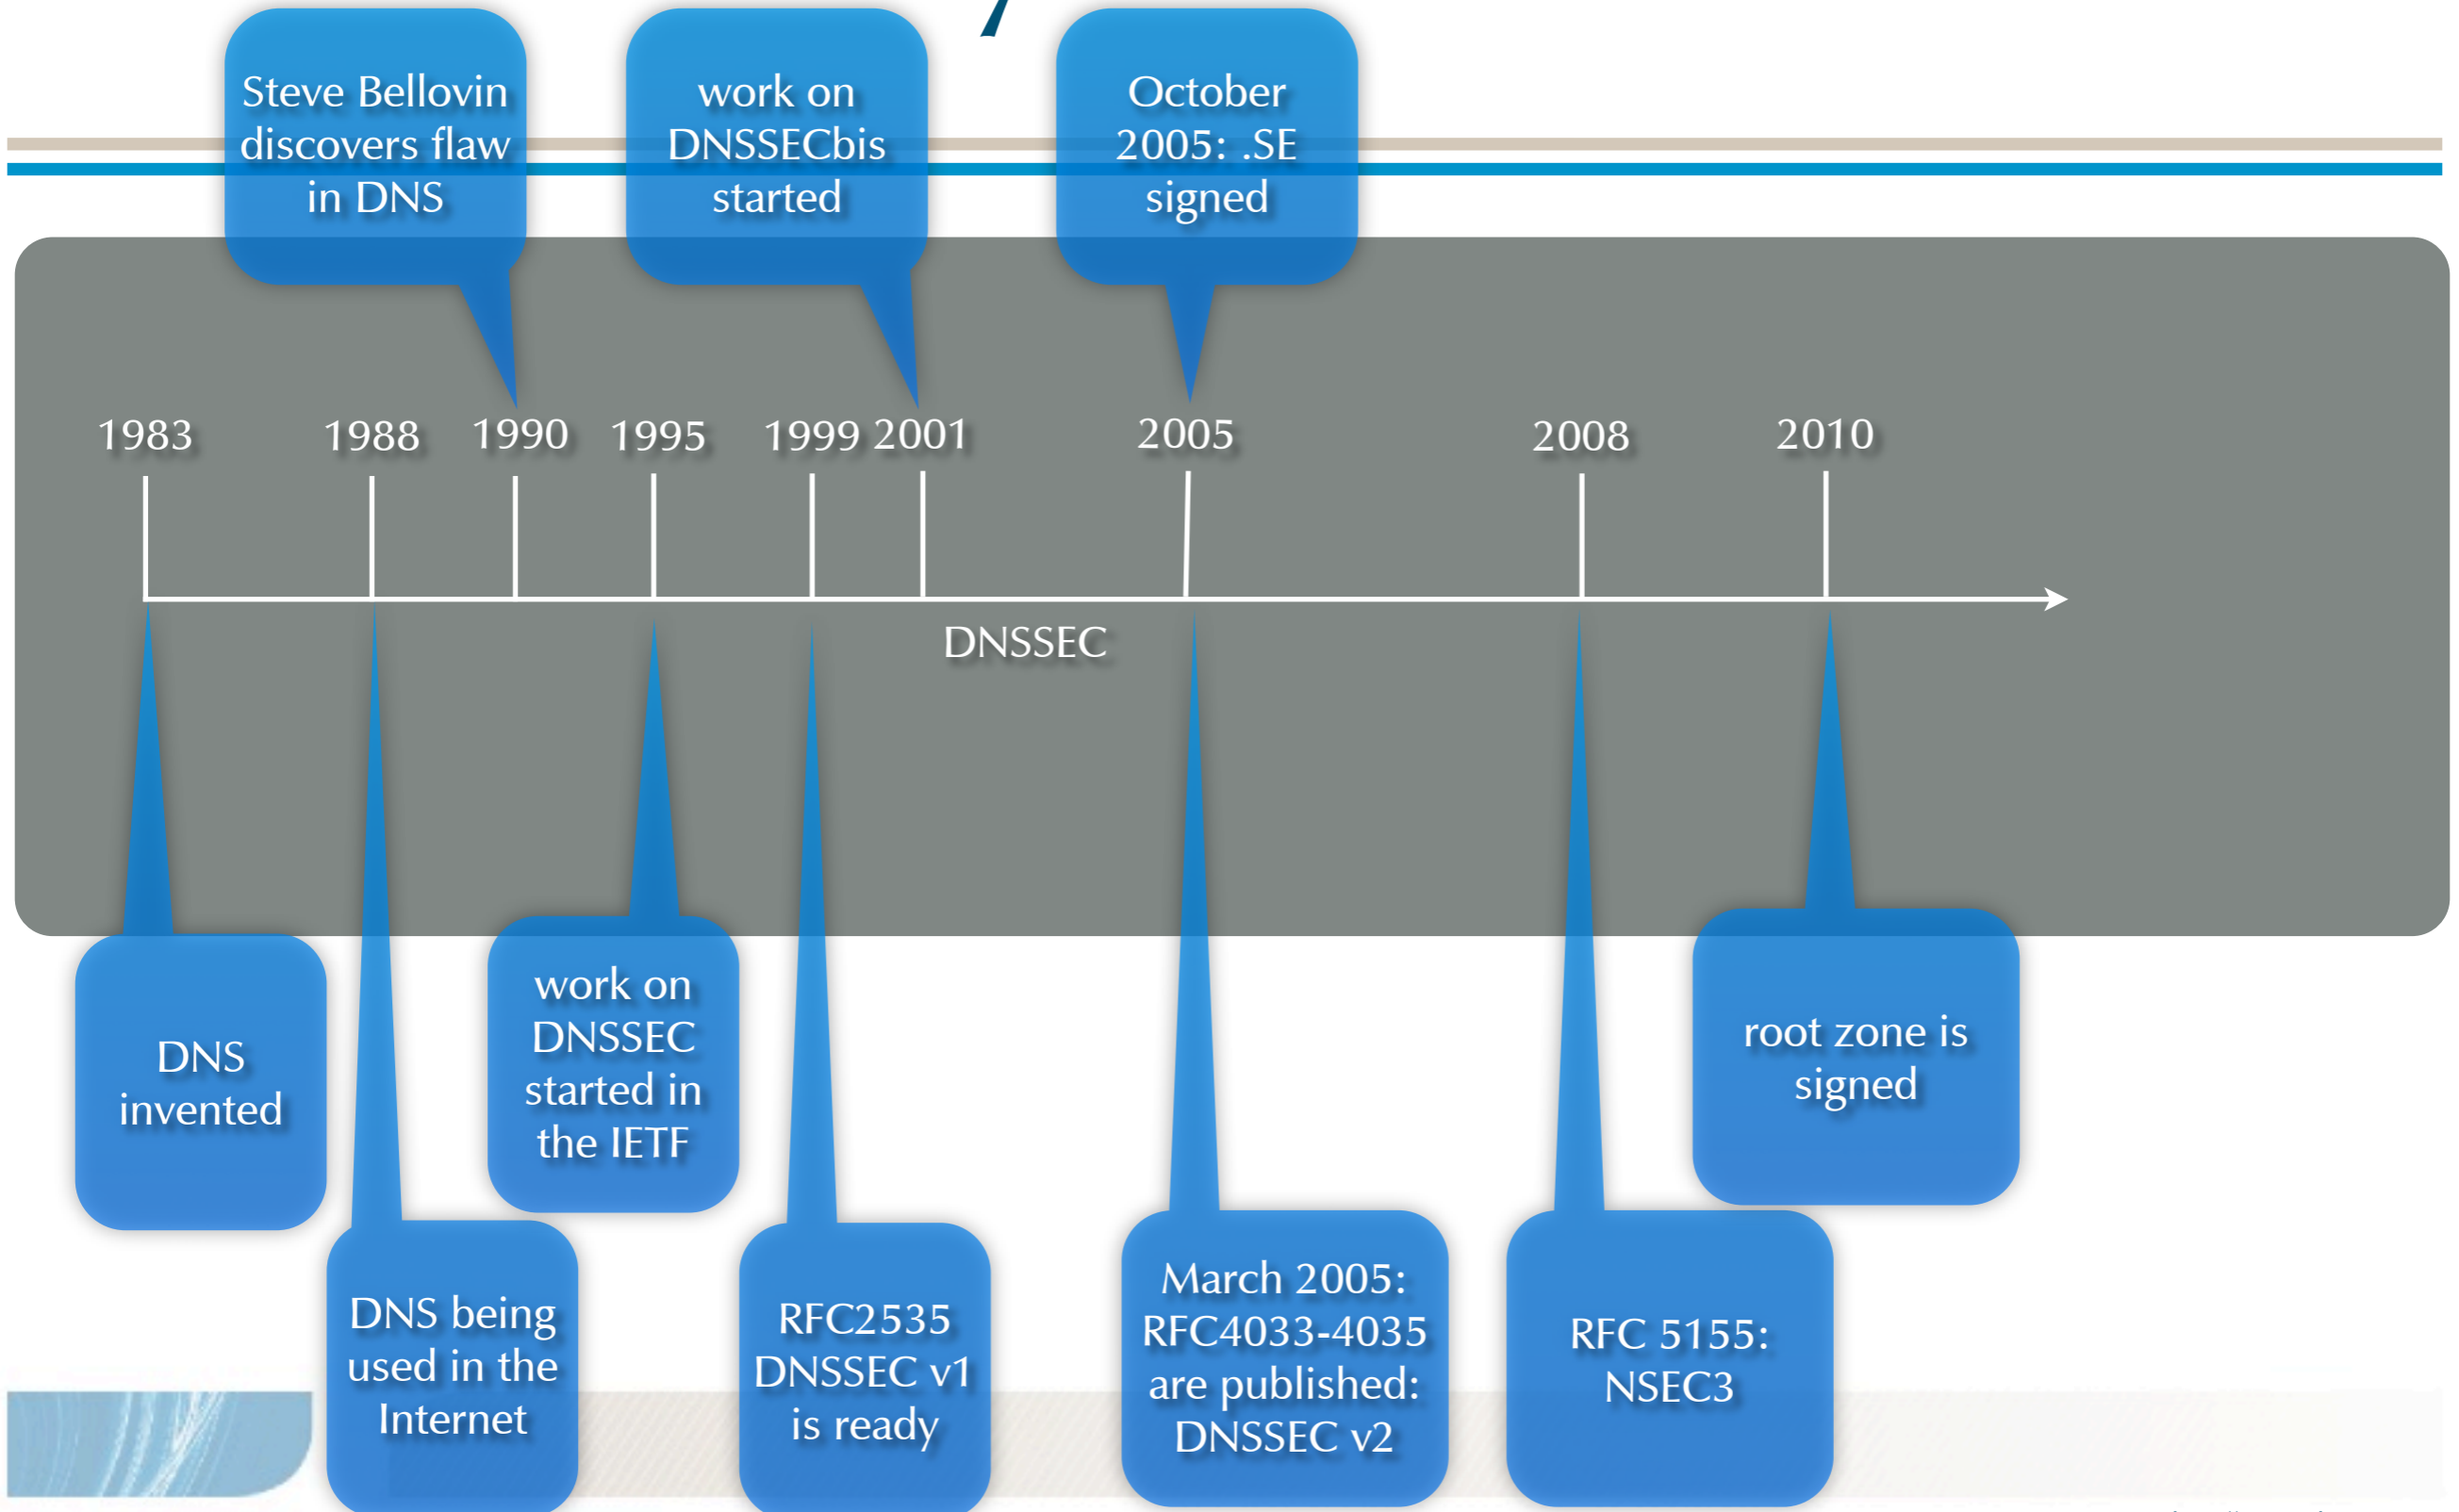 Steve Bellovin
discovers flaw
in DNS
work on
DNSSECbis
started
October
2005: .SE
signed
1983
1988
1990
1995
1999
2001
2005
2008
2010
DNSSEC
DNS
invented
DNS being
used in the
Internet
work on
DNSSEC
started in
the IETF
RFC2535
DNSSEC v1
is ready
March 2005:
RFC4033-4035
are published:
DNSSEC v2
RFC 5155:
NSEC3
root zone is
signed